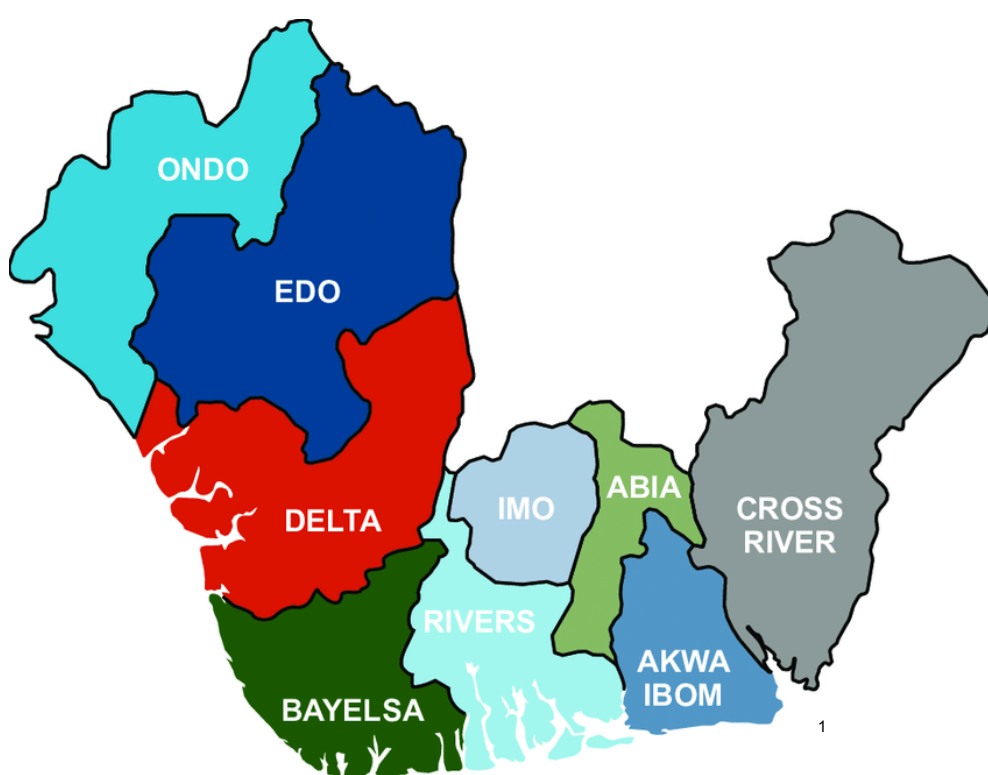 ONDO
EDO
DELTA
IMO
ABIA
CROSS
RIVER
RIVERS
AKWA
IBOM
BAYELSA
1